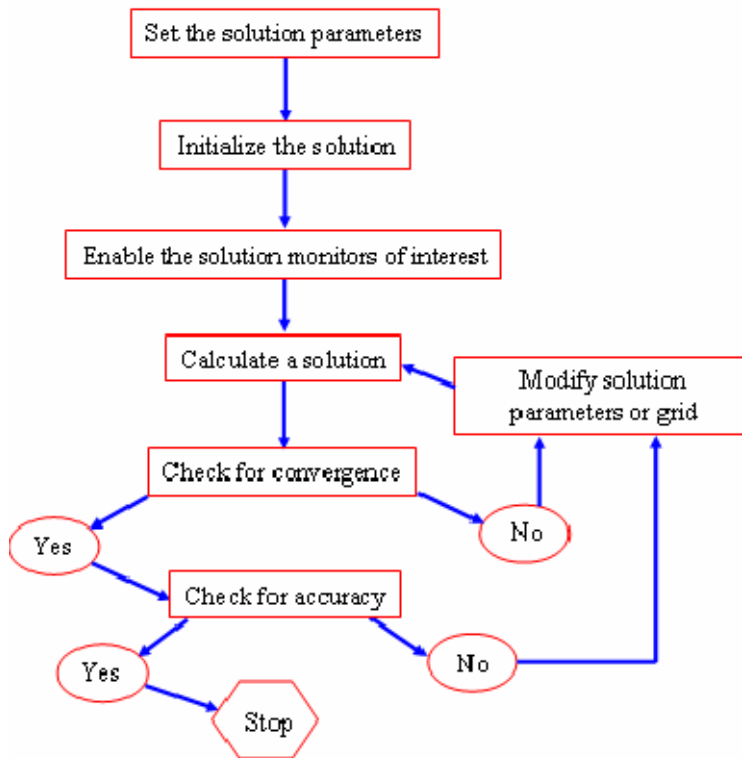 Set the solution parameters
Initialize the solution
Enable the solution monitors of interest
Calculate a solution
Modify solution
parameters or grid
Check for convergence
Yes
No
Check for accuracy
Yes
No
Stop